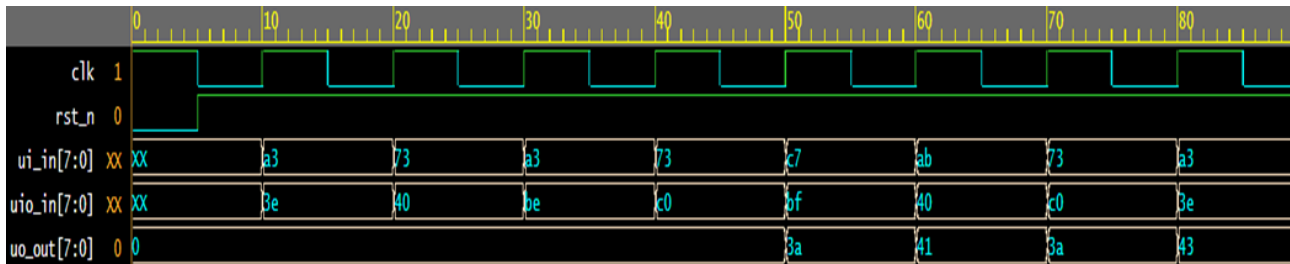 0 10 20 30 40 50 60 70 80
clk 1
rst_n 0
ui_in[7:0] XX XX a3 73 a3 73 c7 ab 73 a3
uio_in[7:0] XX XX 3e 40 be c0 bf 40 c0 3e
uo_out[7:0] 0 0 3a 41 3a 43